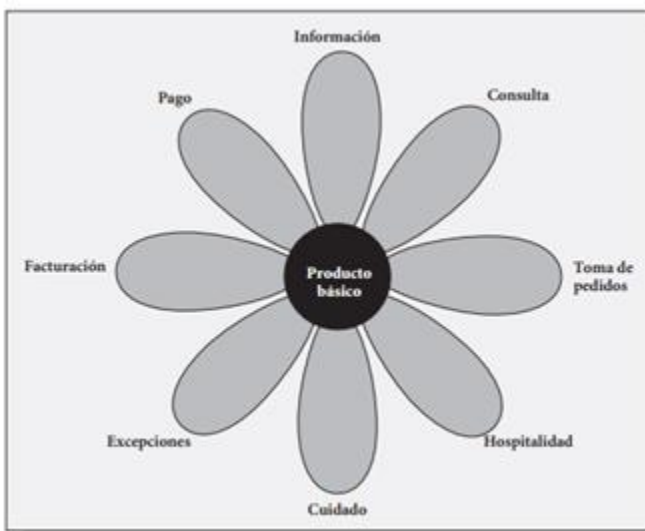 Información
Pago
Consulta
Facturación
Producto
básico
Toma de
pedidos
Excepciones
Hospitalidad
Cuidado